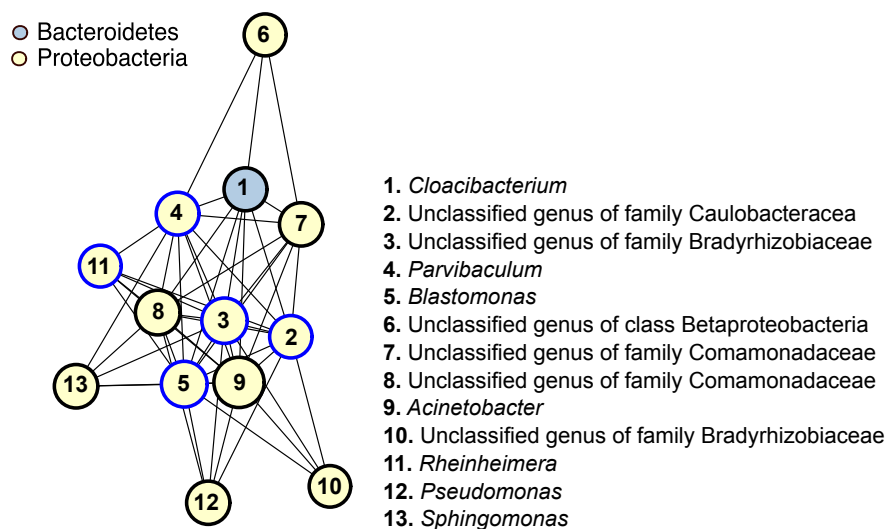 Bacteroidetes
Proteobacteria
6
1
4
7
11
8
3
2
13
5
9
12
10
1. Cloacibacterium
2. Unclassified genus of family Caulobacteracea
3. Unclassified genus of family Bradyrhizobiaceae
4. Parvibaculum
5. Blastomonas
6. Unclassified genus of class Betaproteobacteria
7. Unclassified genus of family Comamonadaceae
8. Unclassified genus of family Comamonadaceae
9. Acinetobacter
10. Unclassified genus of family Bradyrhizobiaceae
11. Rheinheimera
12. Pseudomonas
13. Sphingomonas